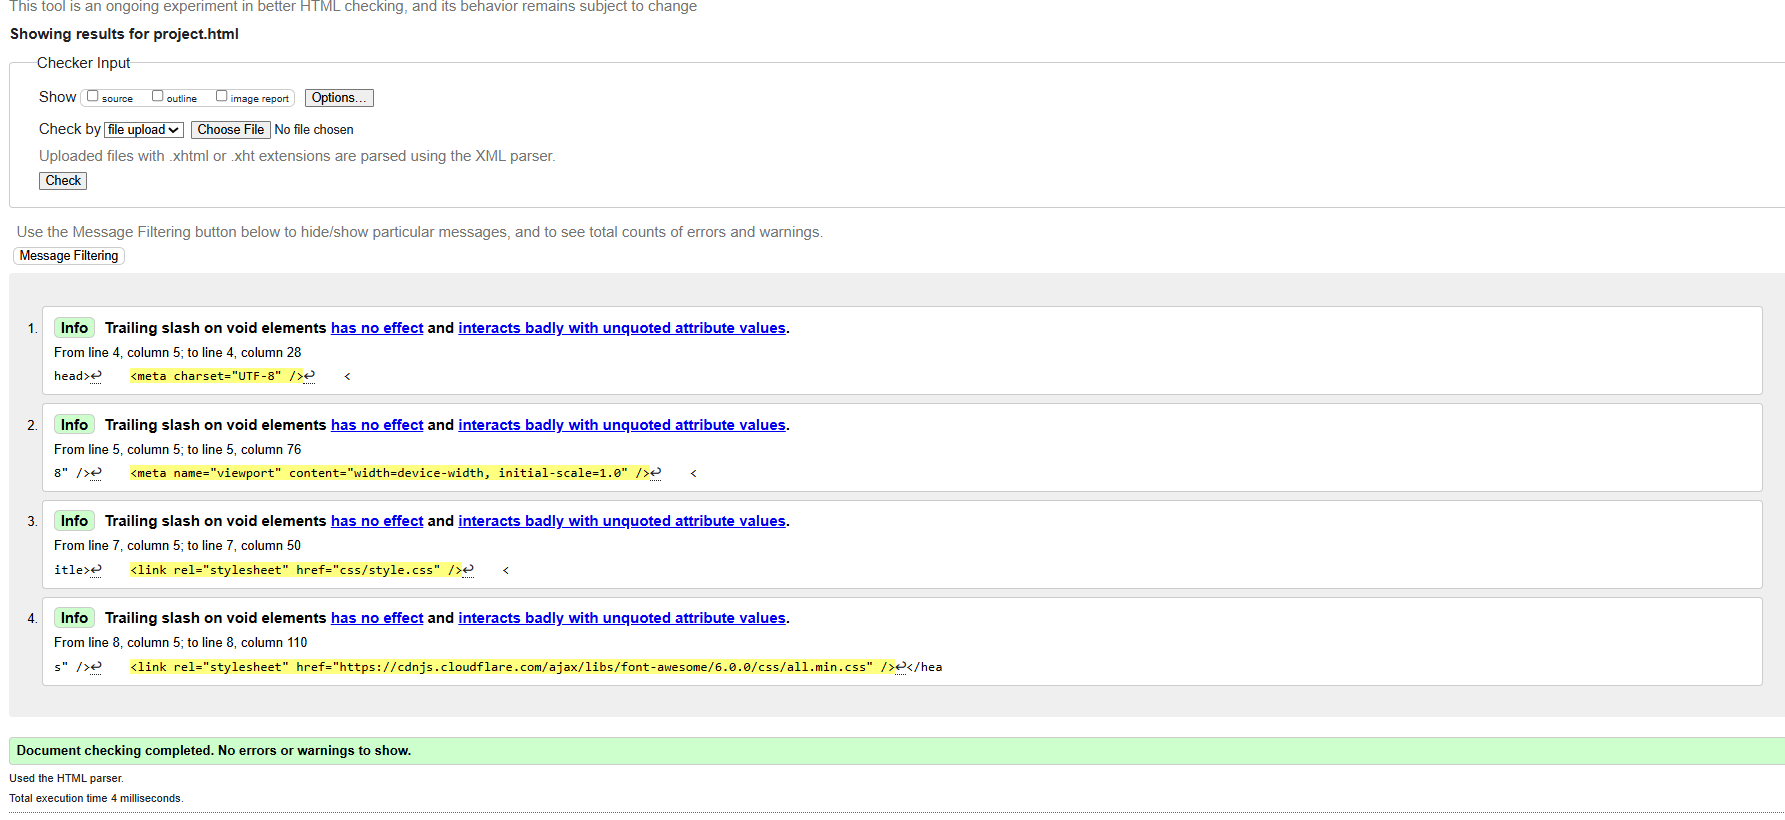 This tool is an ongoing experiment in better HTML checking, and its behavior remains subject to change
Showing results for project.html
Checker Input
Show source outline image report Options...
Check by file upload Choose File No file chosen
Uploaded files with .xhtml or .xht extensions are parsed using the XML parser.
Check
Use the Message Filtering button below to hide/show particular messages, and to see total counts of errors and warnings.
Message Filtering
1. Info Trailing slash on void elements has no effect and interacts badly with unquoted attribute values.
From line 4, column 5; to line 4, column 28
head>↩    <meta charset="UTF-8" />↩    <
2. Info Trailing slash on void elements has no effect and interacts badly with unquoted attribute values.
From line 5, column 5; to line 5, column 76
8" />↩    <meta name="viewport" content="width=device-width, initial-scale=1.0" />↩    <
3. Info Trailing slash on void elements has no effect and interacts badly with unquoted attribute values.
From line 7, column 5; to line 7, column 50
itle>↩    <link rel="stylesheet" href="css/style.css" />↩    <
4. Info Trailing slash on void elements has no effect and interacts badly with unquoted attribute values.
From line 8, column 5; to line 8, column 110
s" />↩    <link rel="stylesheet" href="https://cdnjs.cloudflare.com/ajax/libs/font-awesome/6.0.0/css/all.min.css" />↩</hea
Document checking completed. No errors or warnings to show.
Used the HTML parser.
Total execution time 4 milliseconds.